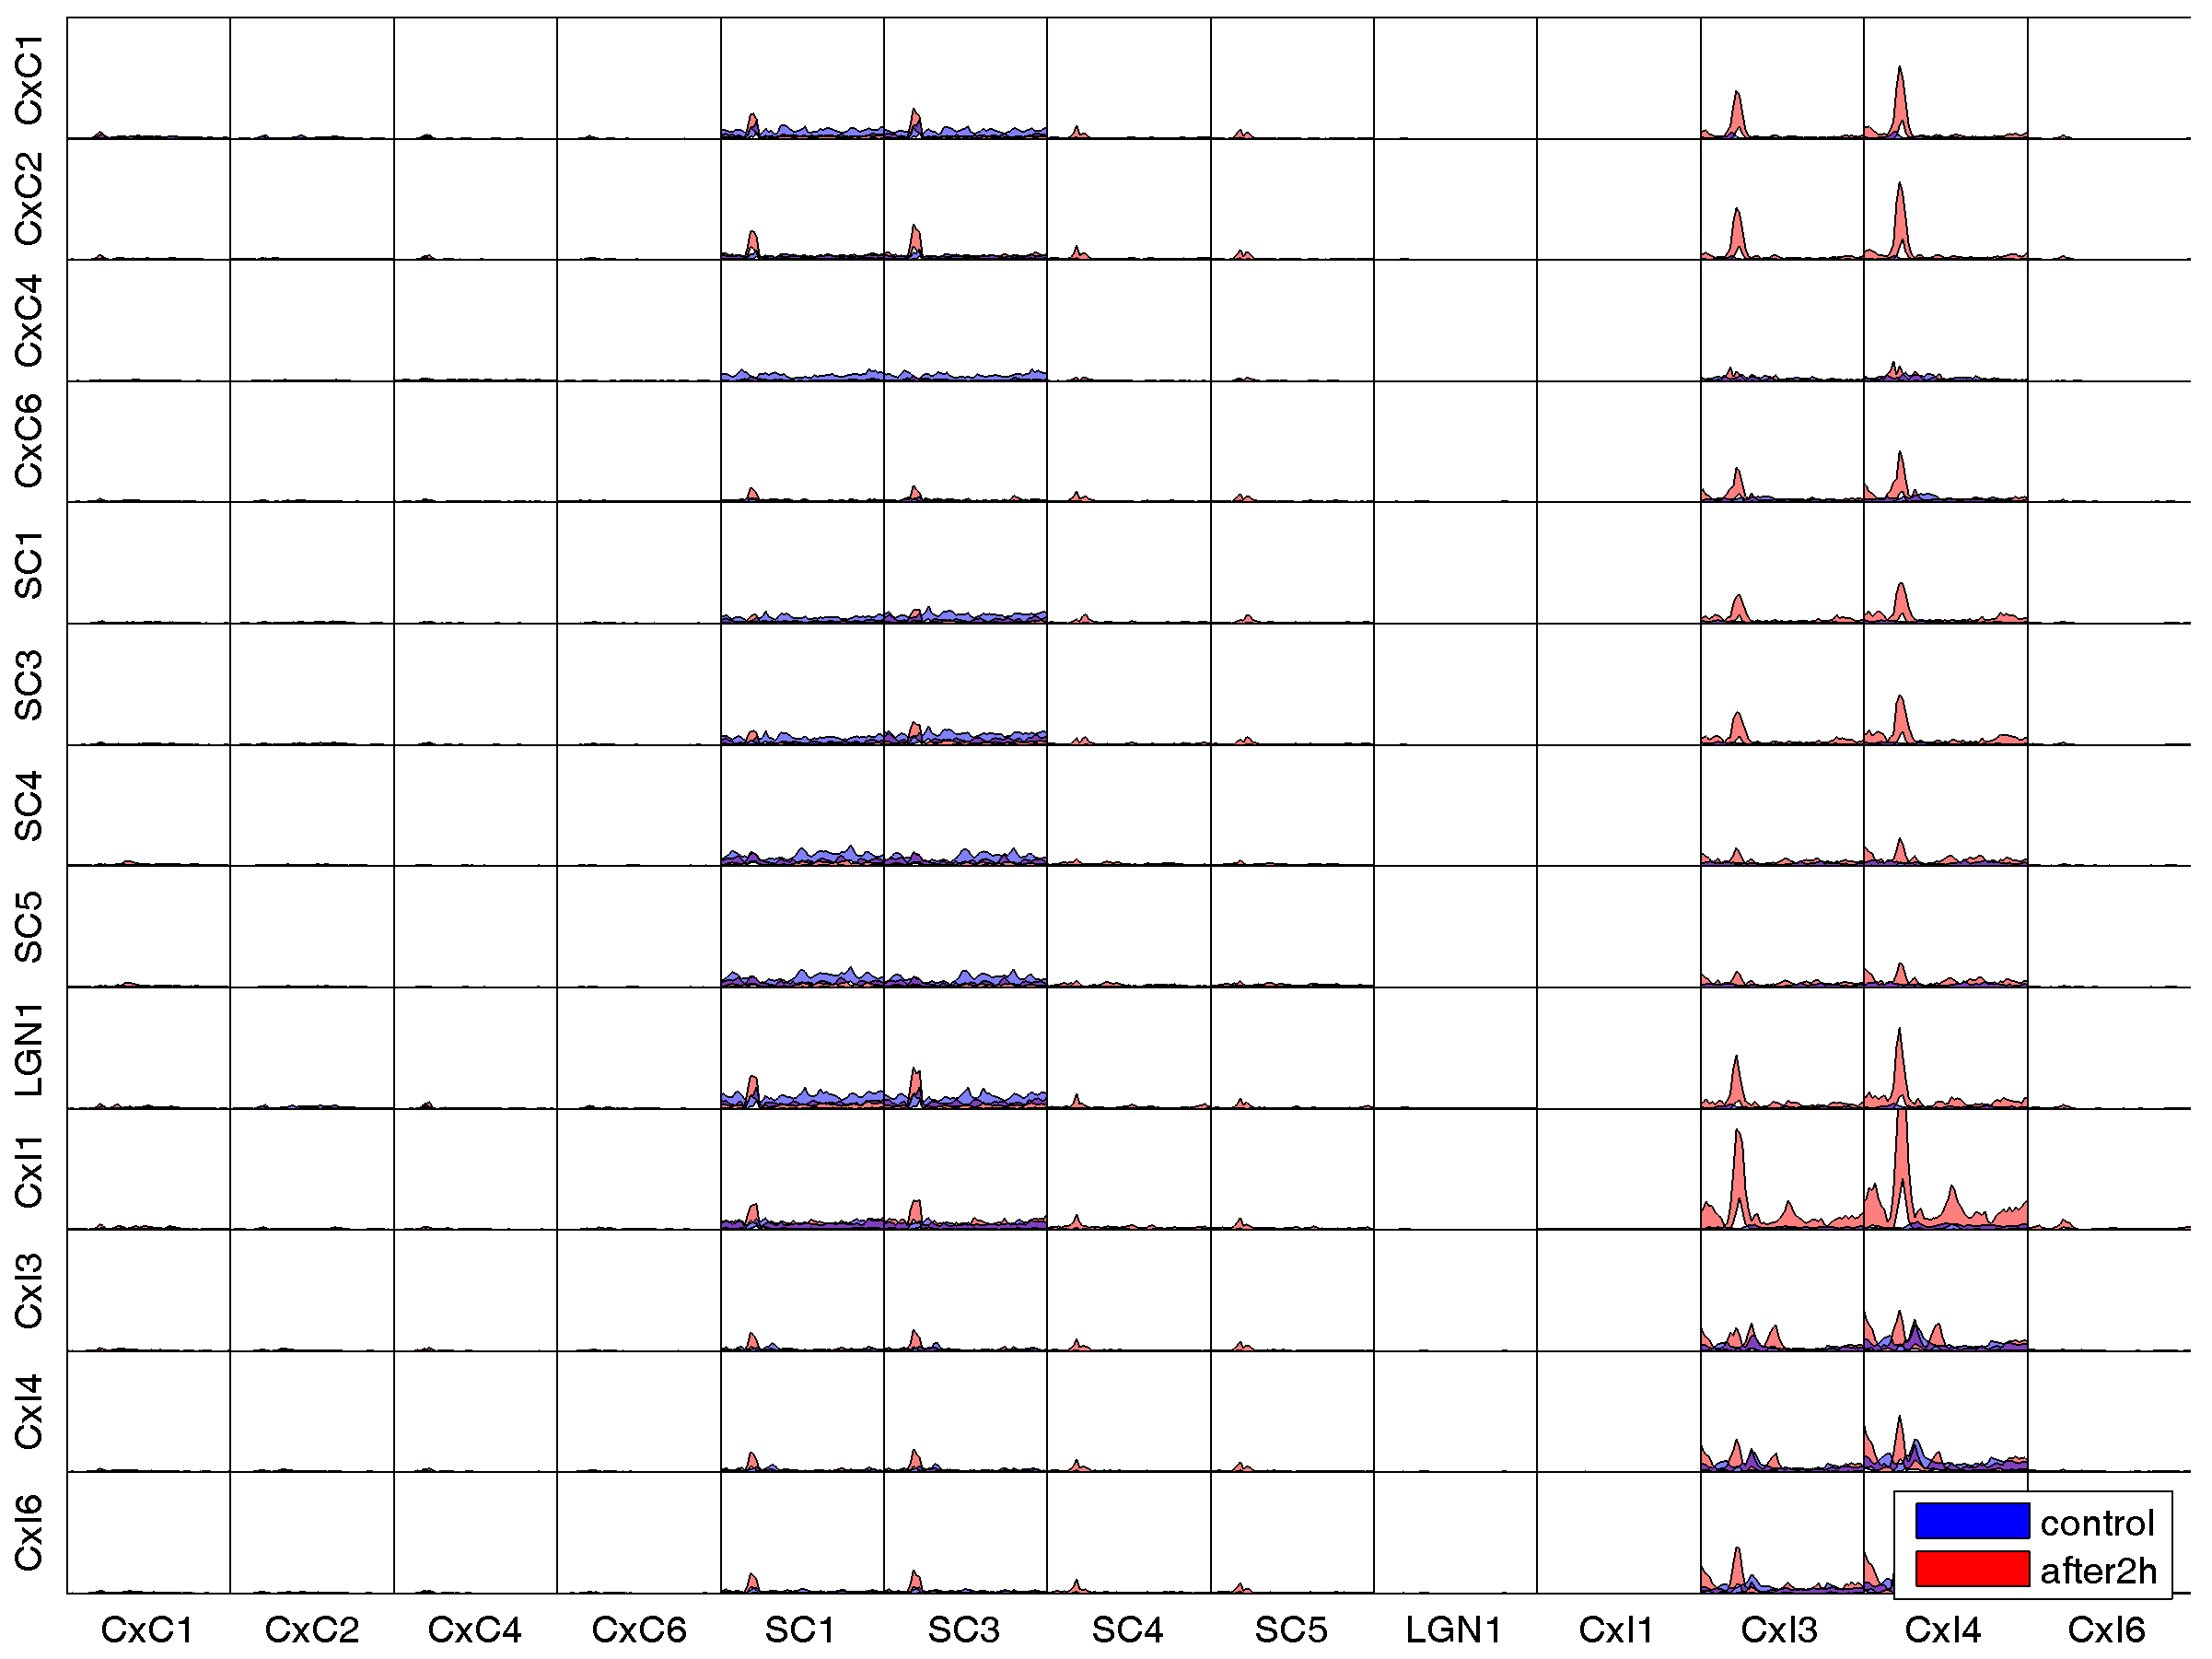 CxC1
CxC2
CxC4
CxC6
SC1
SC3
SC4
SC5
LGN1
CxI1
CxI3
CxI4
CxI6
control
after2h
CxC1 CxC2 CxC4 CxC6 SC1 SC3 SC4 SC5 LGN1 CxI1 CxI3 CxI4 CxI6